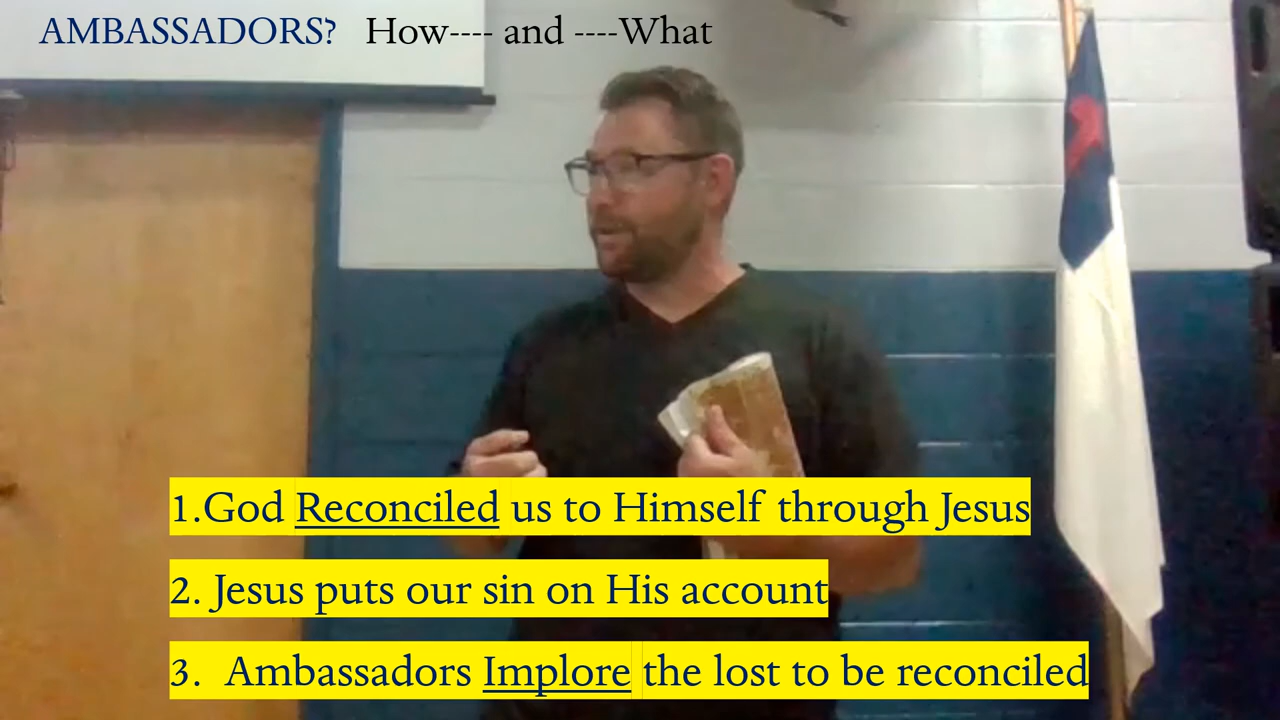 AMBASSADORS? How---- and ----What
1.God Reconciled us to Himself through Jesus
2. Jesus puts our sin on His account
3. Ambassadors Implore the lost to be reconciled